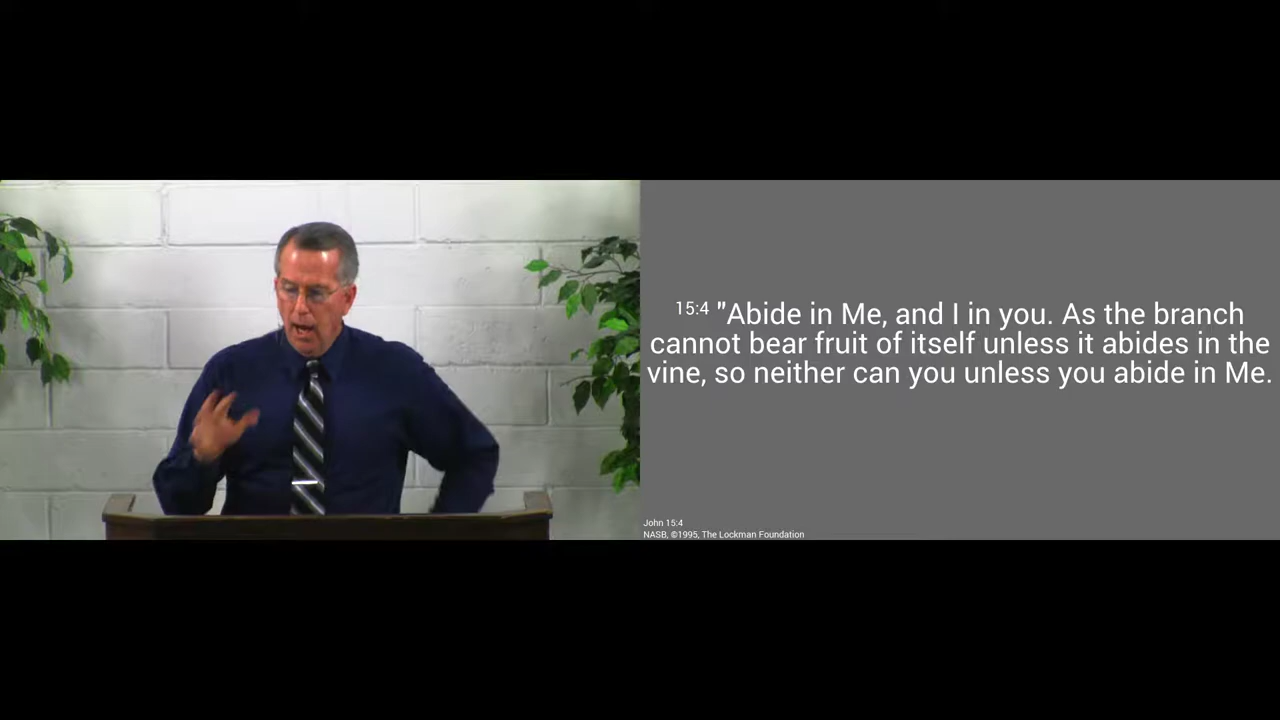 15:4 "Abide in Me, and I in you. As the branch
cannot bear fruit of itself unless it abides in the
vine, so neither can you unless you abide in Me.
John 15:4
NASB, ©1995, The Lockman Foundation